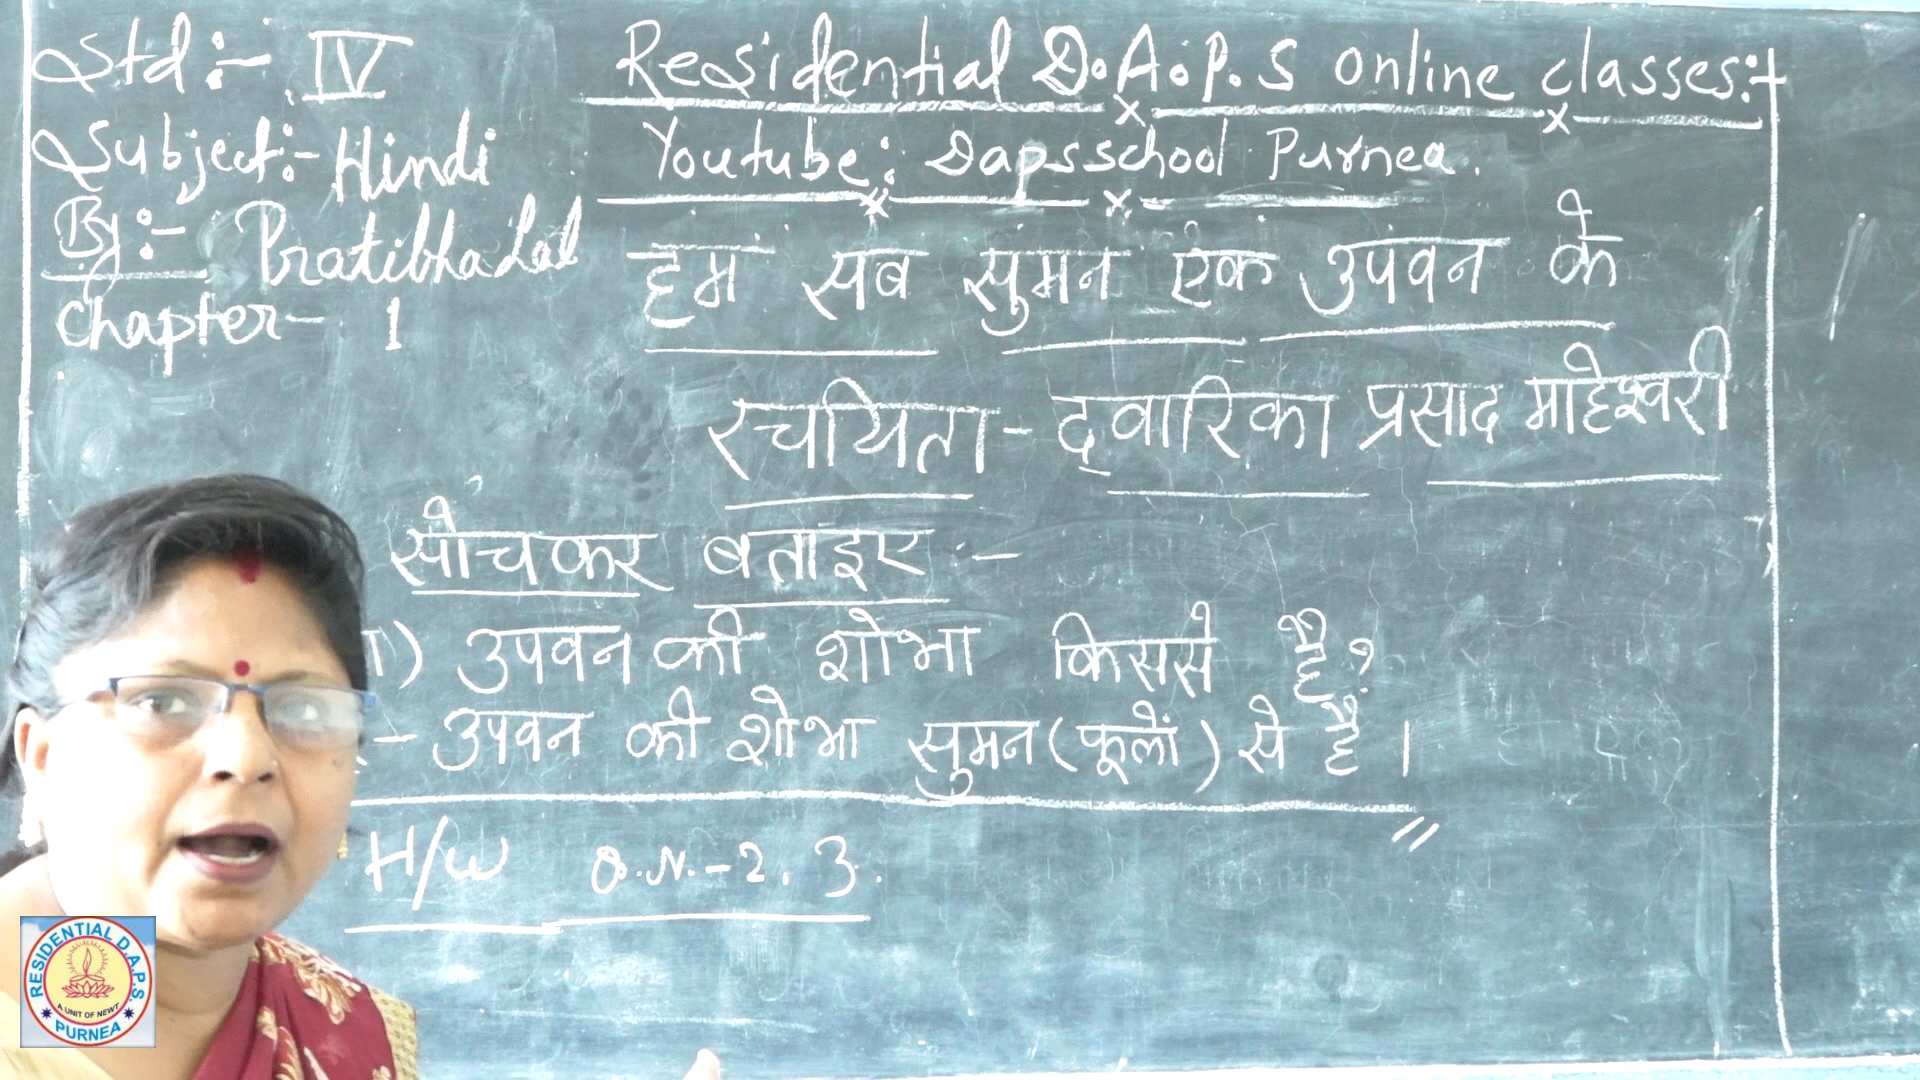 Std:- IV
Subject:- Hindi
By:- Pratibha Lal
Chapter- 1
Residential D.A.P.S Online classes:-
Youtube: Dapsschool Purnea.
हम सब सुमन एक उपवन के
रचयिता - द्वारिका प्रसाद माहेश्वरी
सोचकर बताइए :-
) उपवन की शोभा किससे है?
- उपवन की शोभा सुमन (फूलों) से है ।
H/W Q.N.-2. 3.
RESIDENTIAL D.A.P.S.
A UNIT OF NEWT
PURNEA